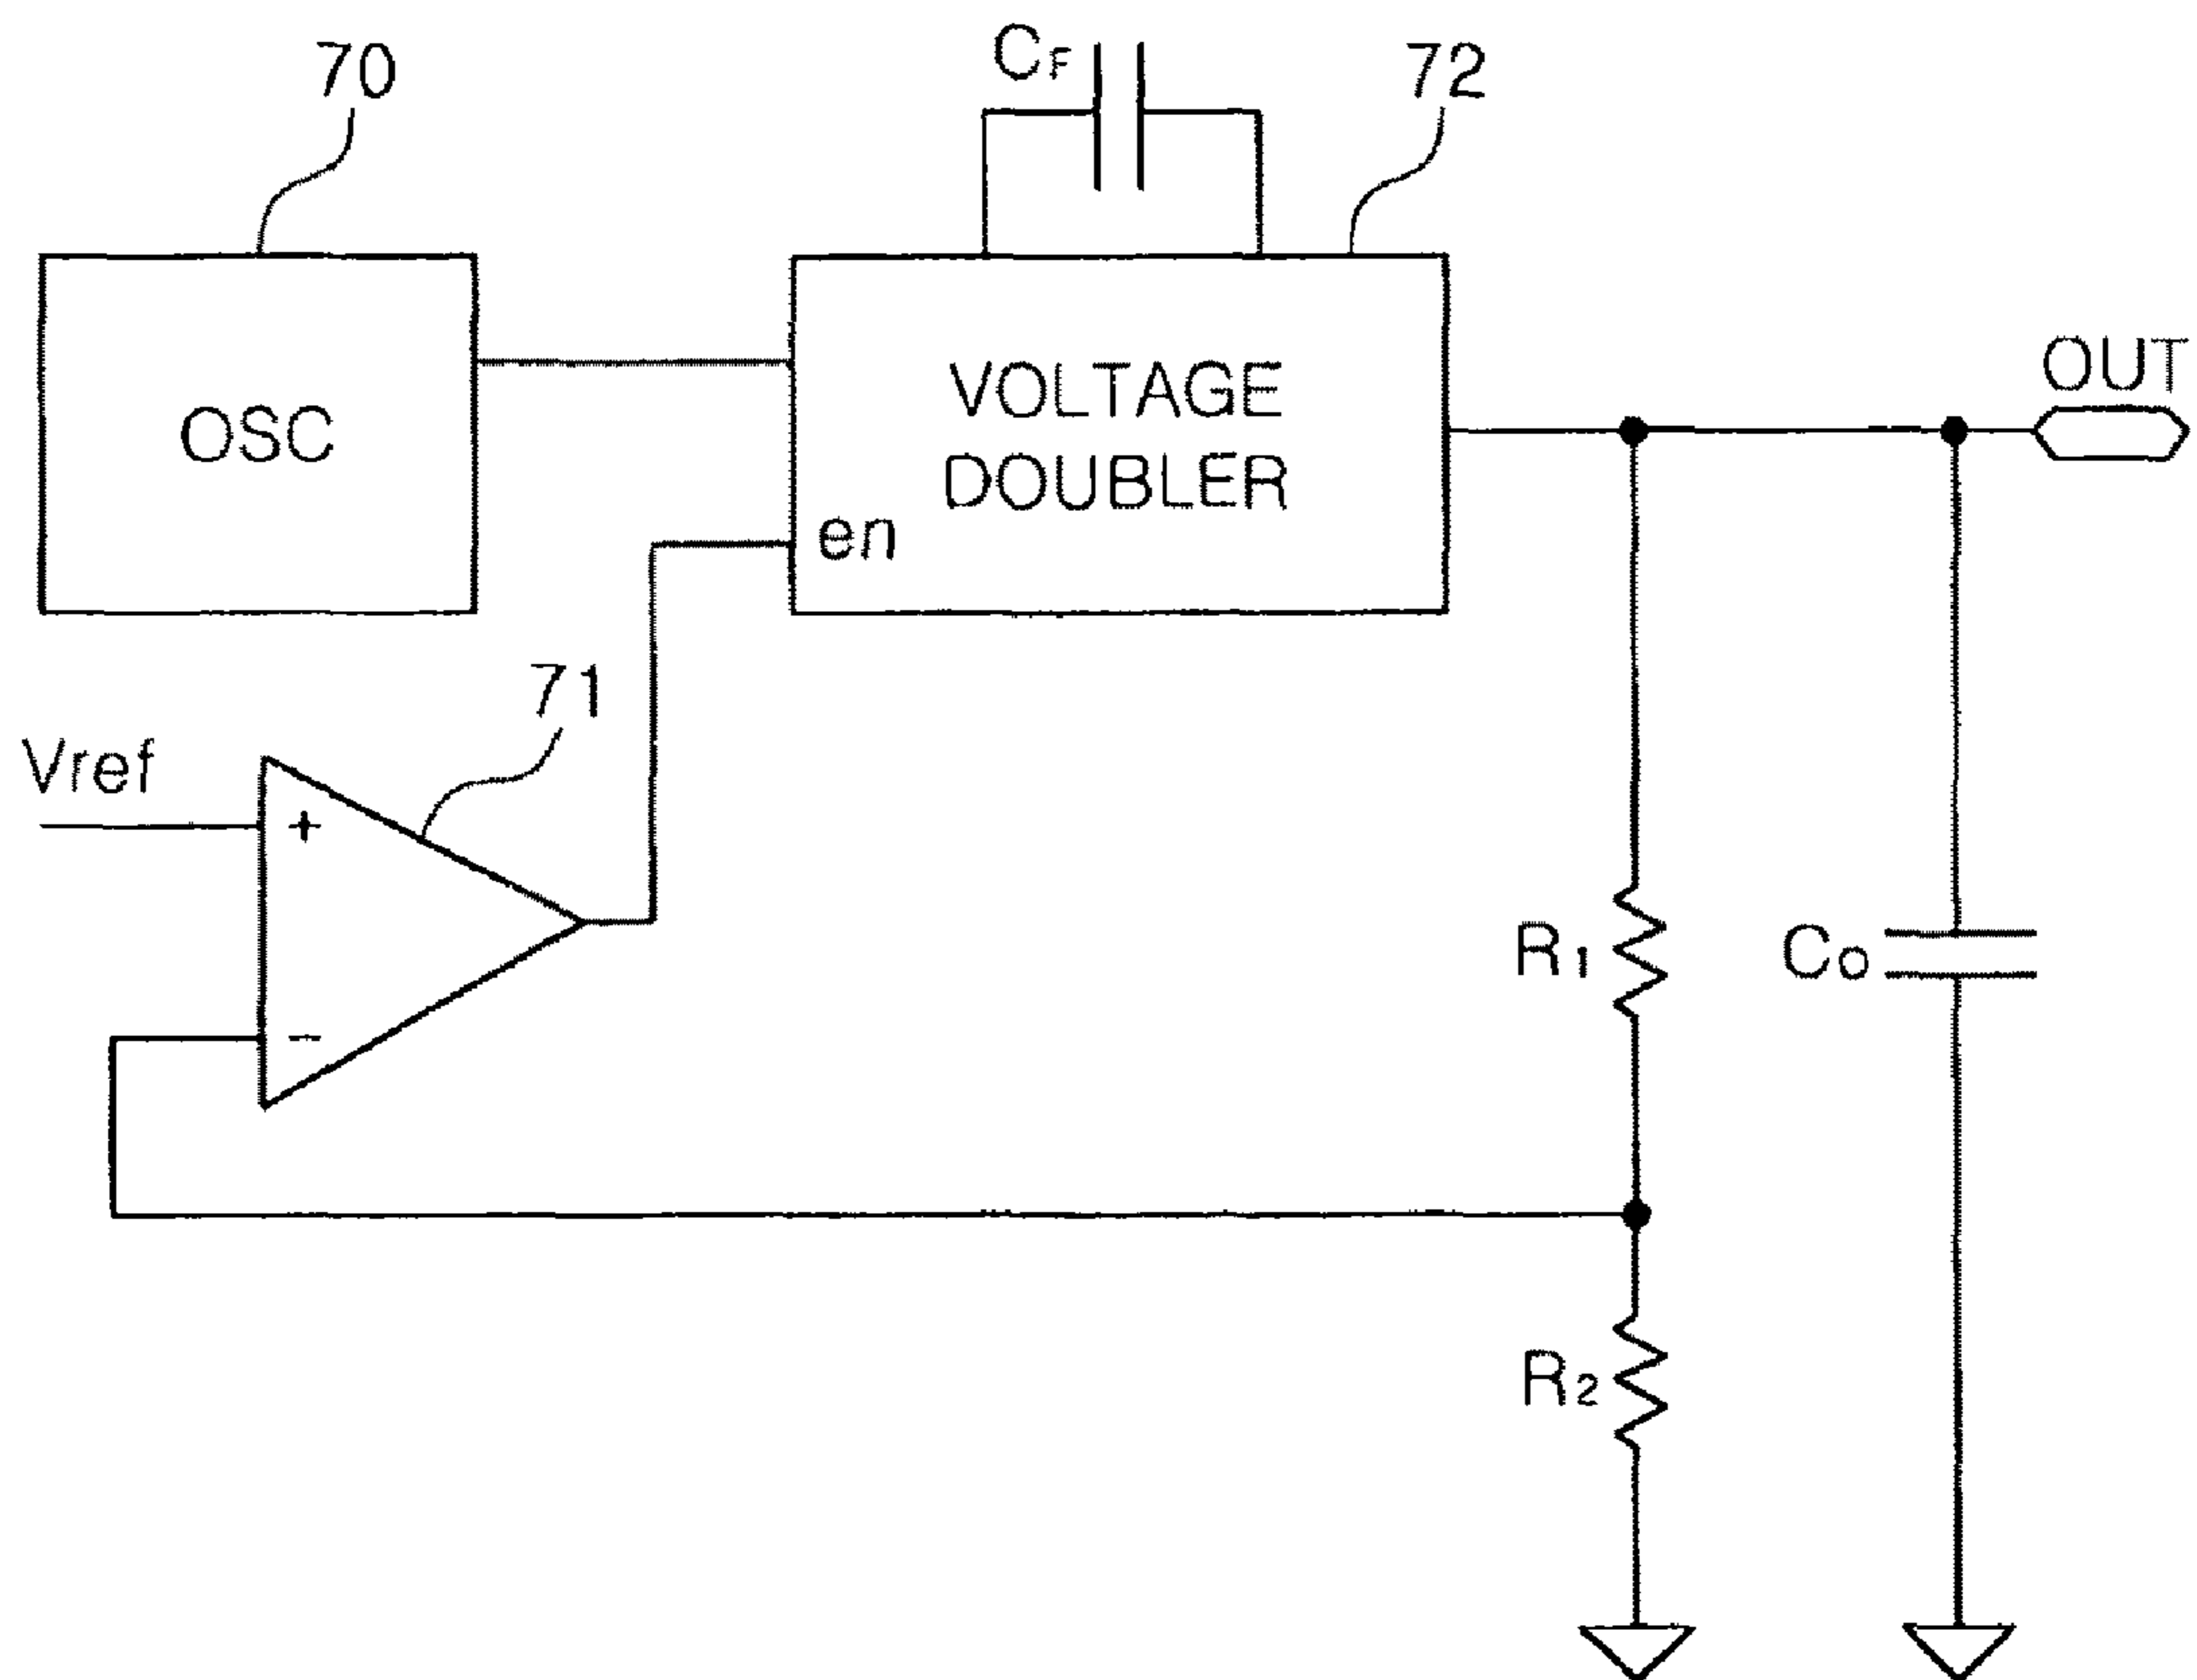 70
CF
72
OSC
VOLTAGE
DOUBLER
en
OUT
71
Vref
+
−
R1
Co
R2